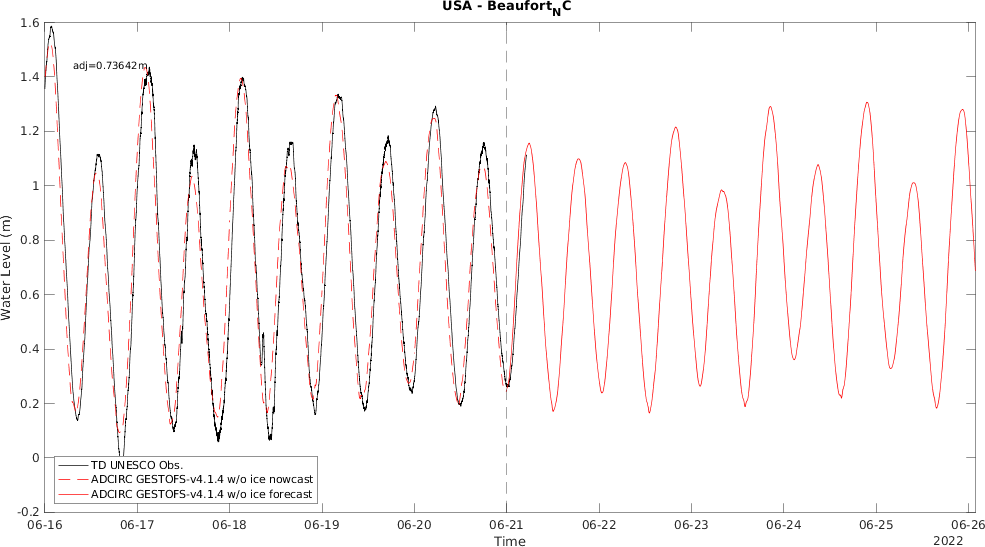 USA - Beaufort_NC
1.6
adj=0.73642m
1.4
1.2
1
0.8
Water Level (m)
0.6
0.4
0.2
0
TD UNESCO Obs.
ADCIRC GESTOFS-v4.1.4 w/o ice nowcast
ADCIRC GESTOFS-v4.1.4 w/o ice forecast
-0.2
06-16 06-17 06-18 06-19 06-20 06-21 06-22 06-23 06-24 06-25 06-26
Time
2022